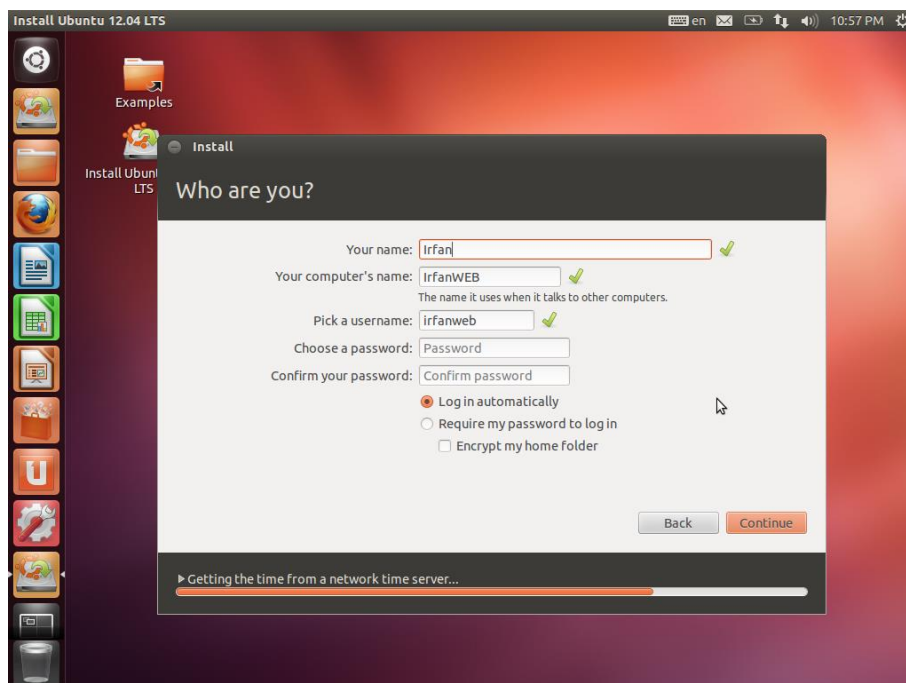 Install Ubuntu 12.04 LTS en 10:57 PM
Examples
Install
Install Ubun
LTS
Who are you?
Your name: Irfan
Your computer's name: IrfanWEB
The name it uses when it talks to other computers.
Pick a username: irfanweb
Choose a password: Password
Confirm your password: Confirm password
Log in automatically
Require my password to log in
Encrypt my home folder
Back Continue
Getting the time from a network time server...